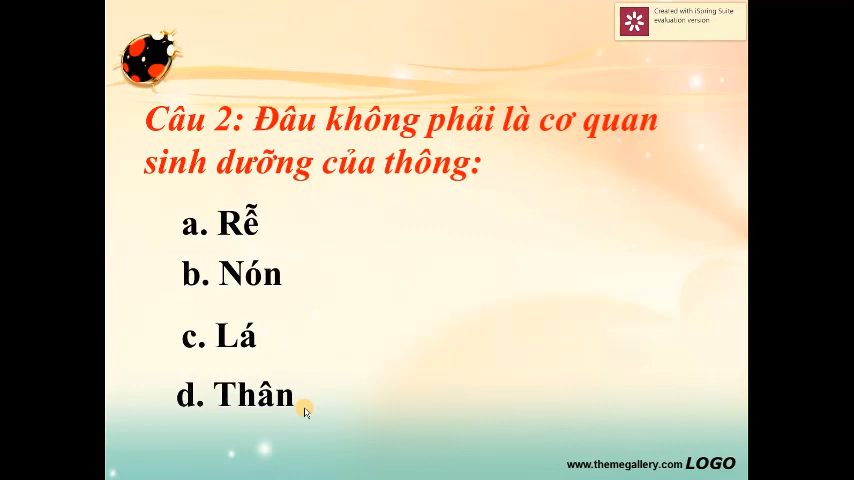 Created with iSpring Suite
evaluation version
Câu 2: Đâu không phải là cơ quan
sinh dưỡng của thông:
a. Rễ
b. Nón
c. Lá
d. Thân
www.themegallery.com LOGO